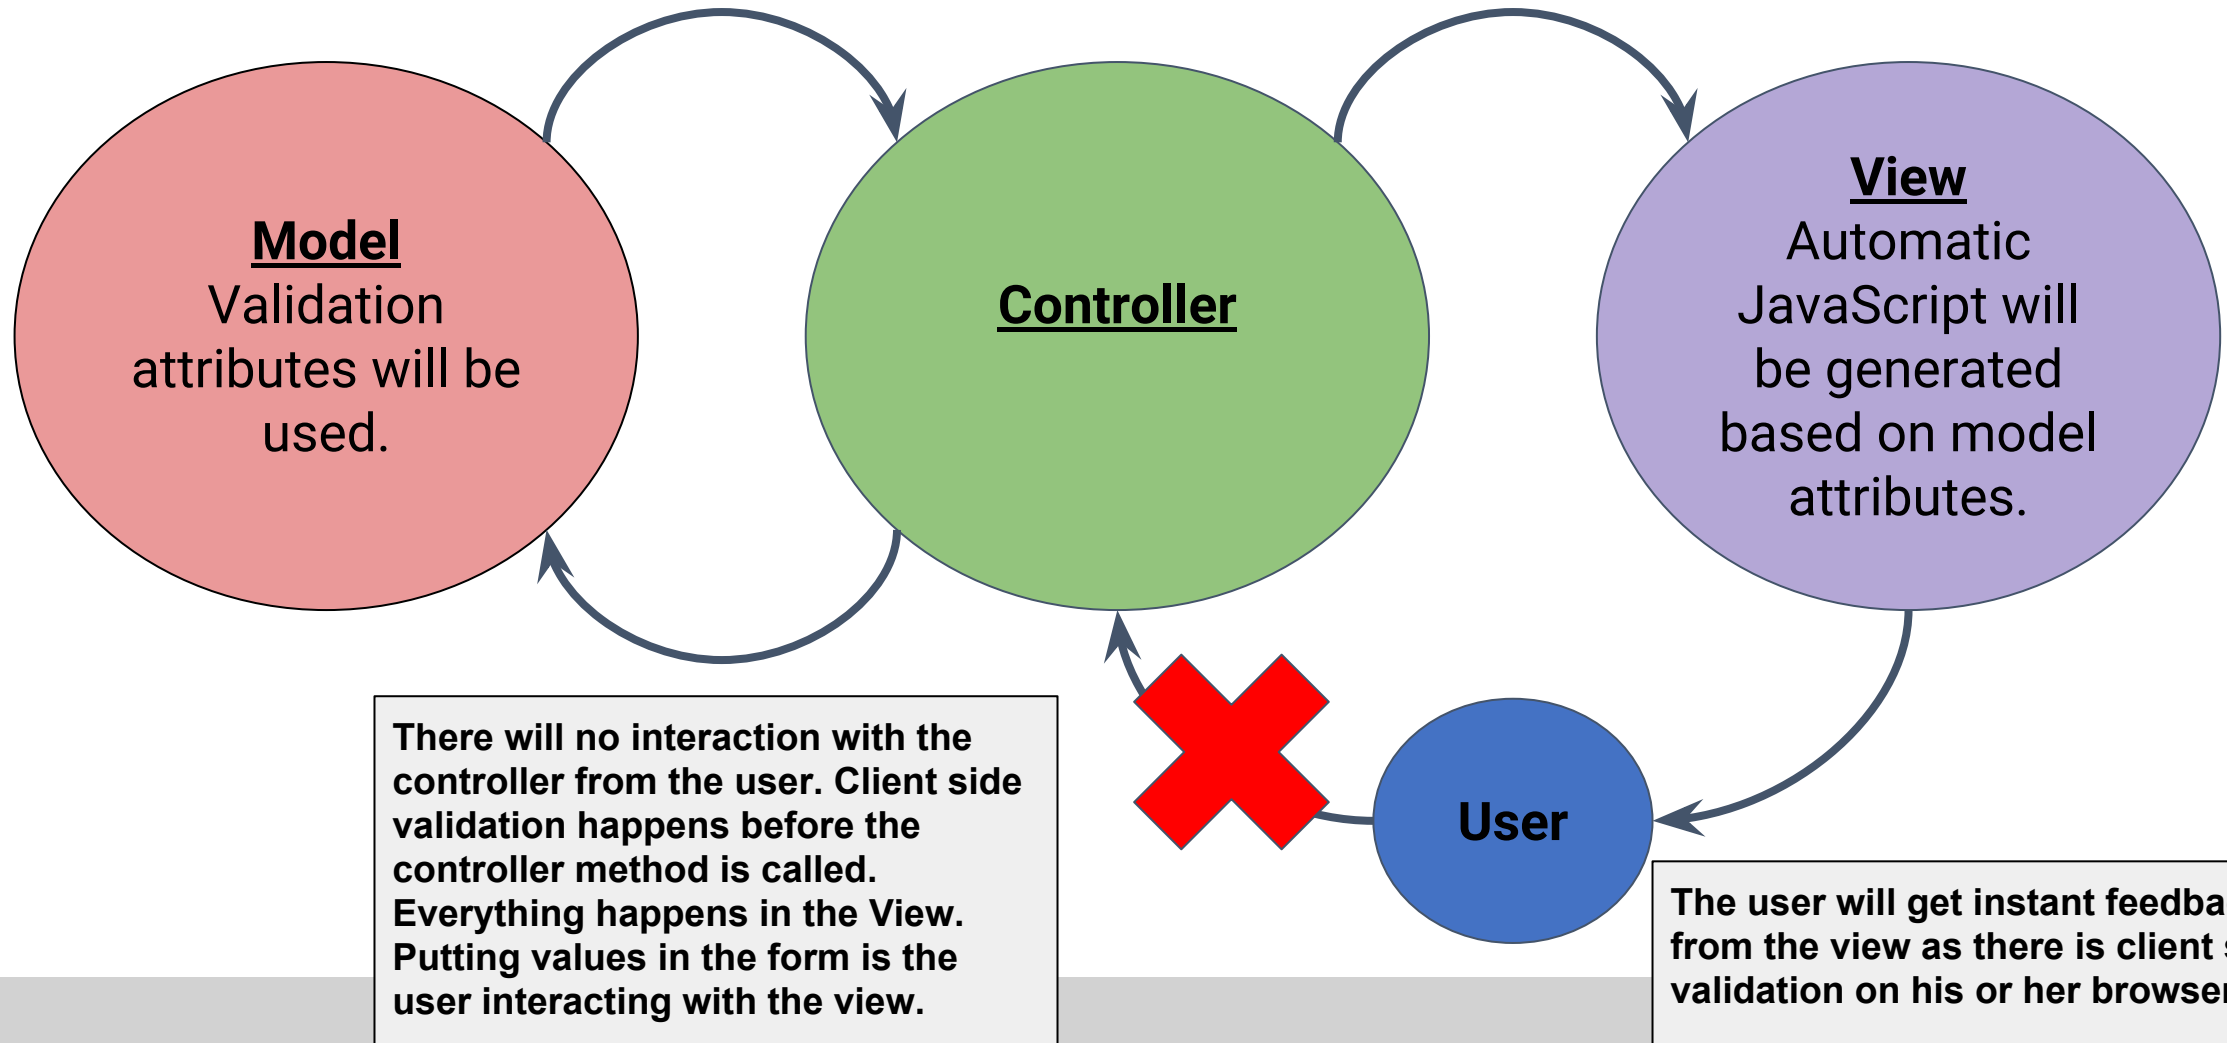 Model
Validation
attributes will be
used.
Controller
View
Automatic
JavaScript will
be generated
based on model
attributes.
There will no interaction with the
controller from the user. Client side
validation happens before the
controller method is called.
Everything happens in the View.
Putting values in the form is the
user interacting with the view.
User
The user will get instant
from the view as there is client
validation on his or her browser